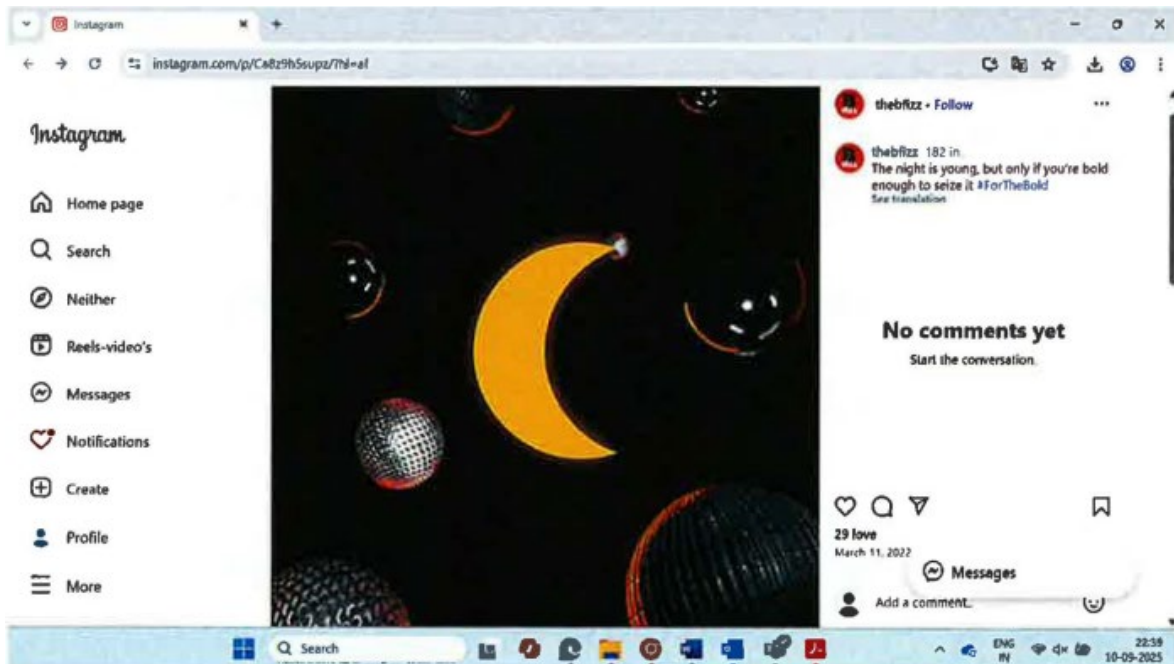 Instagram
instagram.com/p/Ca8z9hSsupz/?hl=af
Instagram
Home page
Search
Neither
Reels-video's
Messages
Notifications
Create
Profile
More
thebfizz • Follow
thebfizz 182 in
The night is young, but only if you're bold
enough to seize it #ForTheBold
See translation
No comments yet
Start the conversation.
29 love
March 11, 2022
Messages
Add a comment..
Search
ENG
IN
22:59
10-09-2025